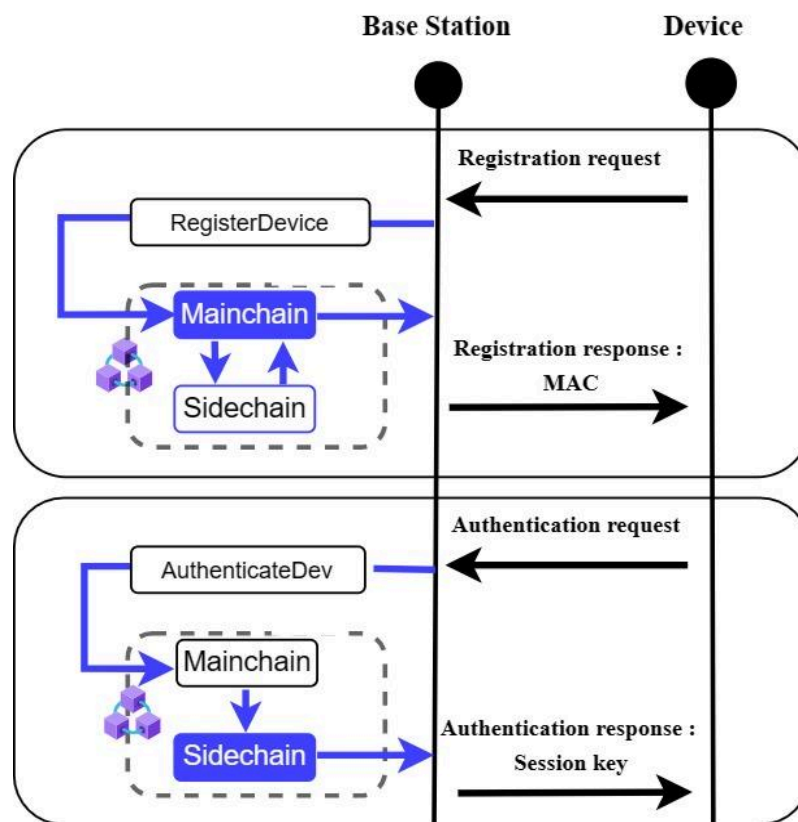 Base Station
Device
Registration request
RegisterDevice
Mainchain
Sidechain
Registration response :
MAC
Authentication request
AuthenticateDev
Mainchain
Sidechain
Authentication response :
Session key